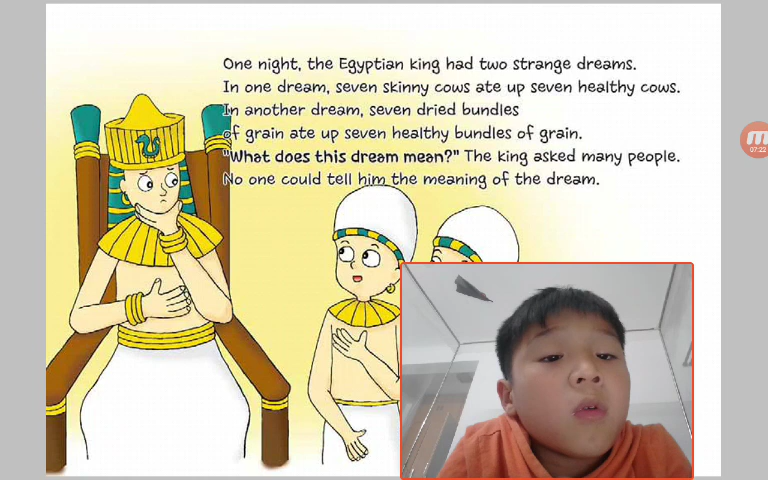 One night, the Egyptian king had two strange dreams.
In one dream, seven skinny cows ate up seven healthy cows.
In another dream, seven dried bundles
of grain ate up seven healthy bundles of grain.
"What does this dream mean?" The king asked many people.
No one could tell him the meaning of the dream.
07:22